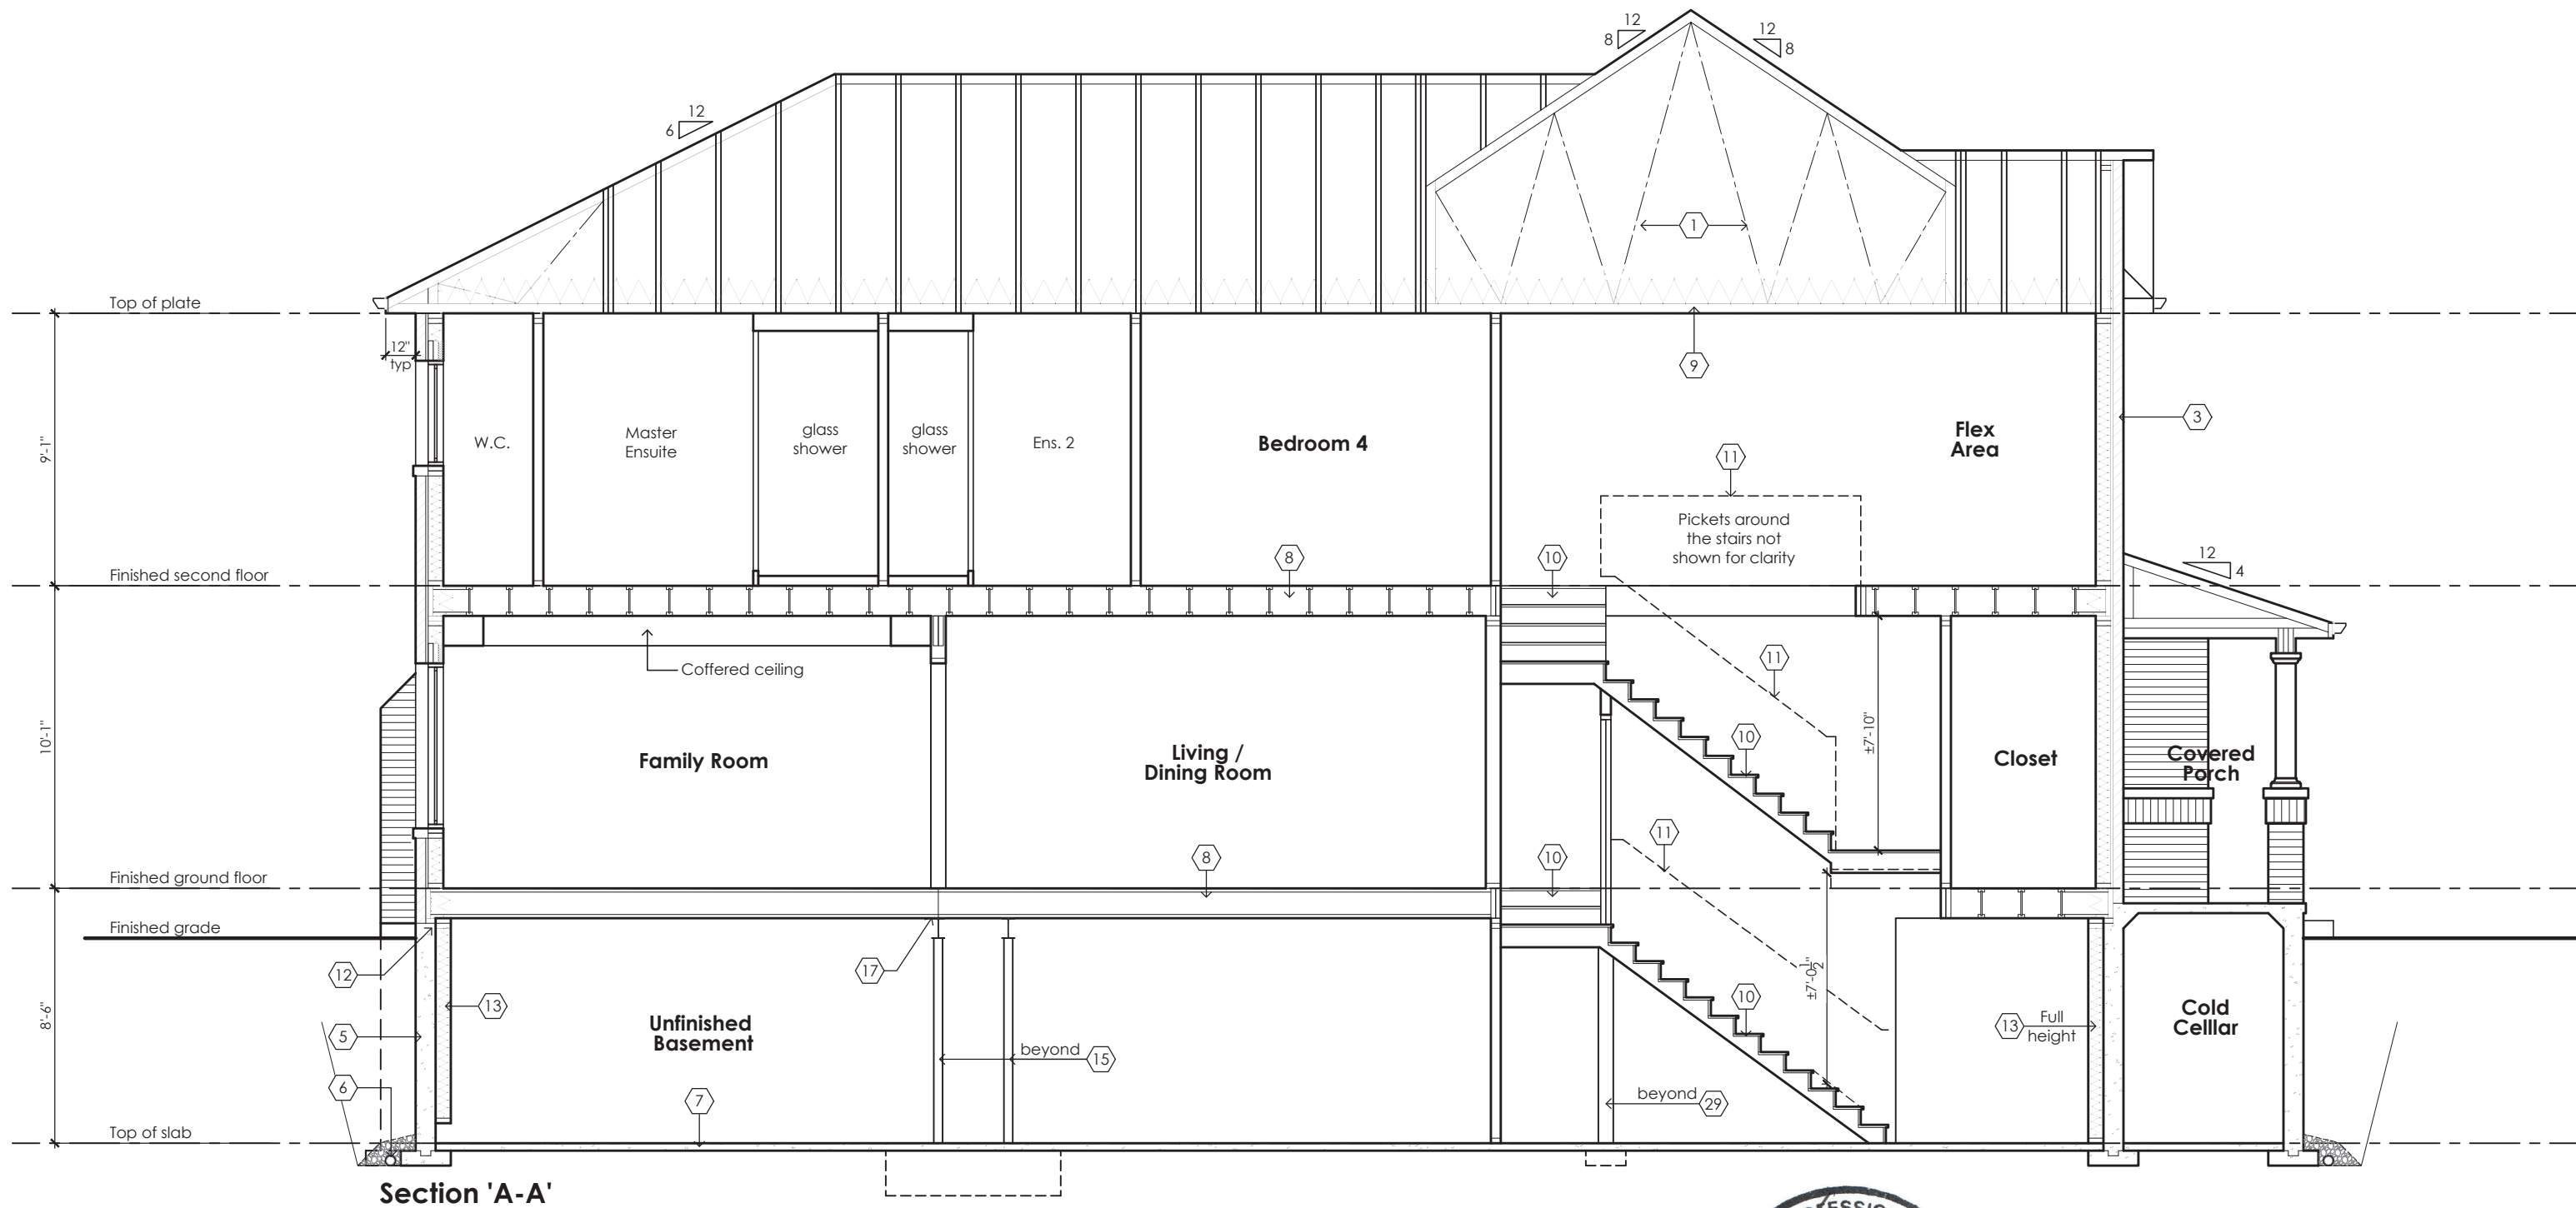 12
8
12
8
12
6
1
Top of plate
12"
typ
9
9'-1"
W.C.
Master
Ensuite
glass
shower
glass
shower
Ens. 2
Bedroom 4
Flex
Area
3
11
Pickets around
the stairs not
shown for clarity
8
10
12
4
Finished second floor
Coffered ceiling
11
10'-1"
Family Room
Living /
Dining Room
10
±7'-10"
Closet
Covered
Porch
11
8
10
Finished ground floor
Finished grade
12
17
13
±7'-0½"
10
8'-6"
5
Unfinished
Basement
13
Full
height
Cold
Celllar
beyond
15
6
7
beyond
29
Top of slab
Section 'A-A'